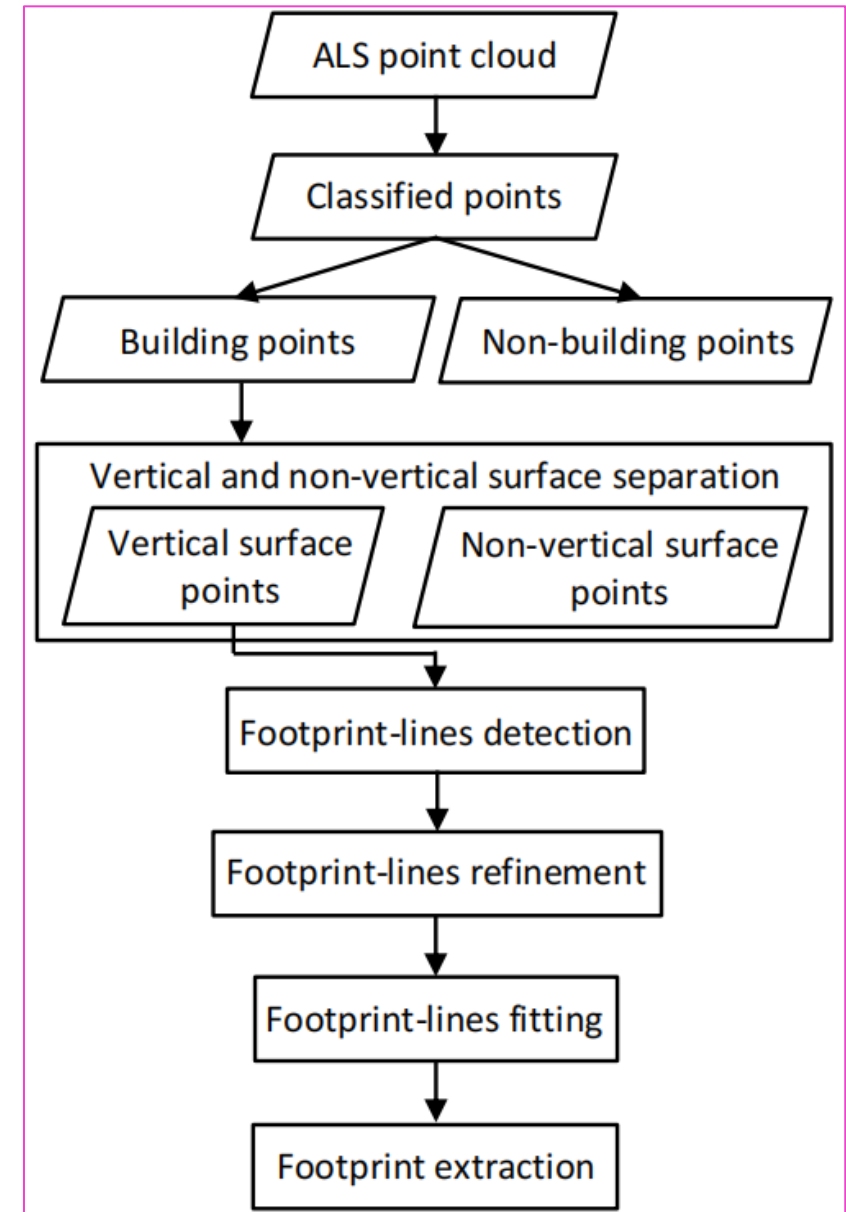 ALS point cloud
Classified points
Building points
Non-building points
Vertical and non-vertical surface separation
Vertical surface
points
Non-vertical surface
points
Footprint-lines detection
Footprint-lines refinement
Footprint-lines fitting
Footprint extraction